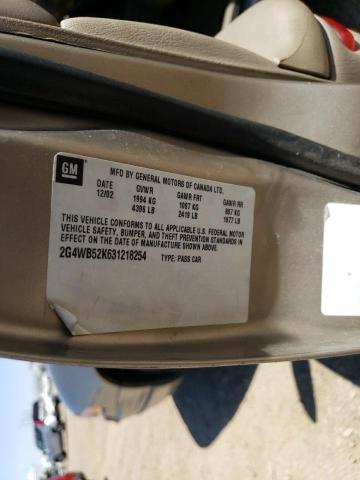 GM
MFD BY GENERAL MOTORS OF CANADA LTD.
DATE GVWR GAWR FRT GAWR RR
12/02 1994 KG 1097 KG 897 KG
4396 LB 2419 LB 1977 LB
THIS VEHICLE CONFORMS TO ALL APPLICABLE U.S. FEDERAL MOTOR
VEHICLE SAFETY, BUMPER, AND THEFT PREVENTION STANDARDS IN
EFFECT ON THE DATE OF MANUFACTURE SHOWN ABOVE.
2G4WB52K631218254 TYPE: PASS CAR